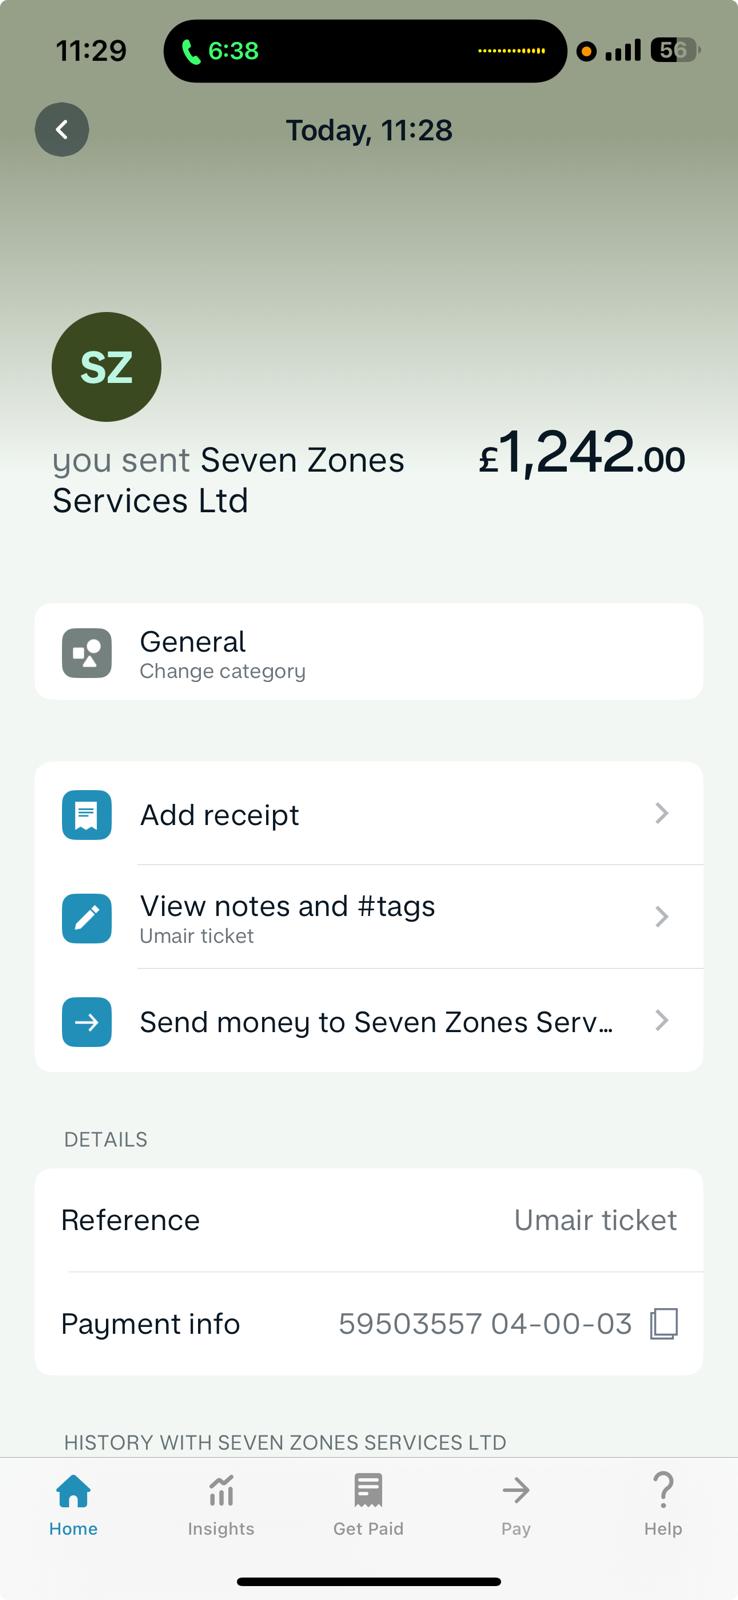 11:29
6:38
56
Today, 11:28
SZ
you sent Seven Zones
Services Ltd
£1,242.00
General
Change category
Add receipt
View notes and #tags
Umair ticket
Send money to Seven Zones Serv...
DETAILS
Reference
Umair ticket
Payment info
59503557 04-00-03
HISTORY WITH SEVEN ZONES SERVICES LTD
Home
Insights
Get Paid
Pay
Help